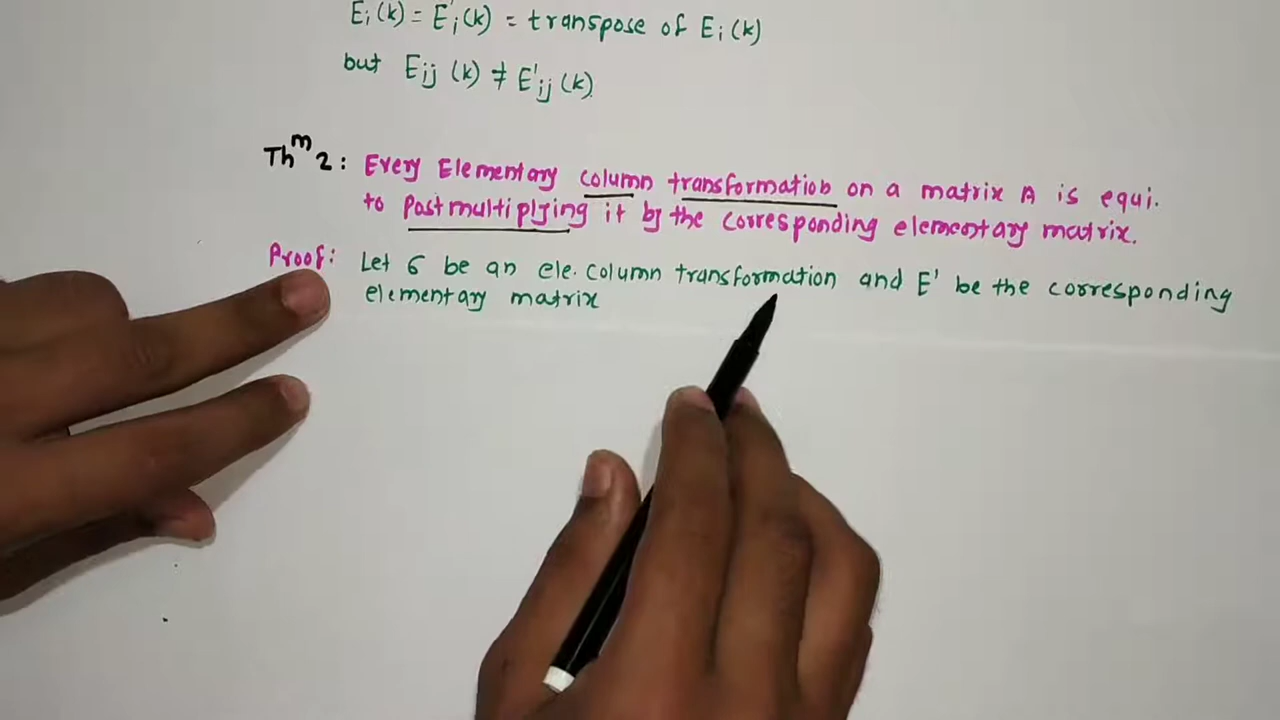 Ei(k) = E'i(k) = transpose of Ei(k)
but Eij(k) ≠ E'ij(k).
Thm 2: Every Elementary column transformation on a matrix A is equi.
to Postmultiplying it by the corresponding elementary matrix.
Proof: Let σ be an ele. column transformation and E' be the corresponding
elementary matrix